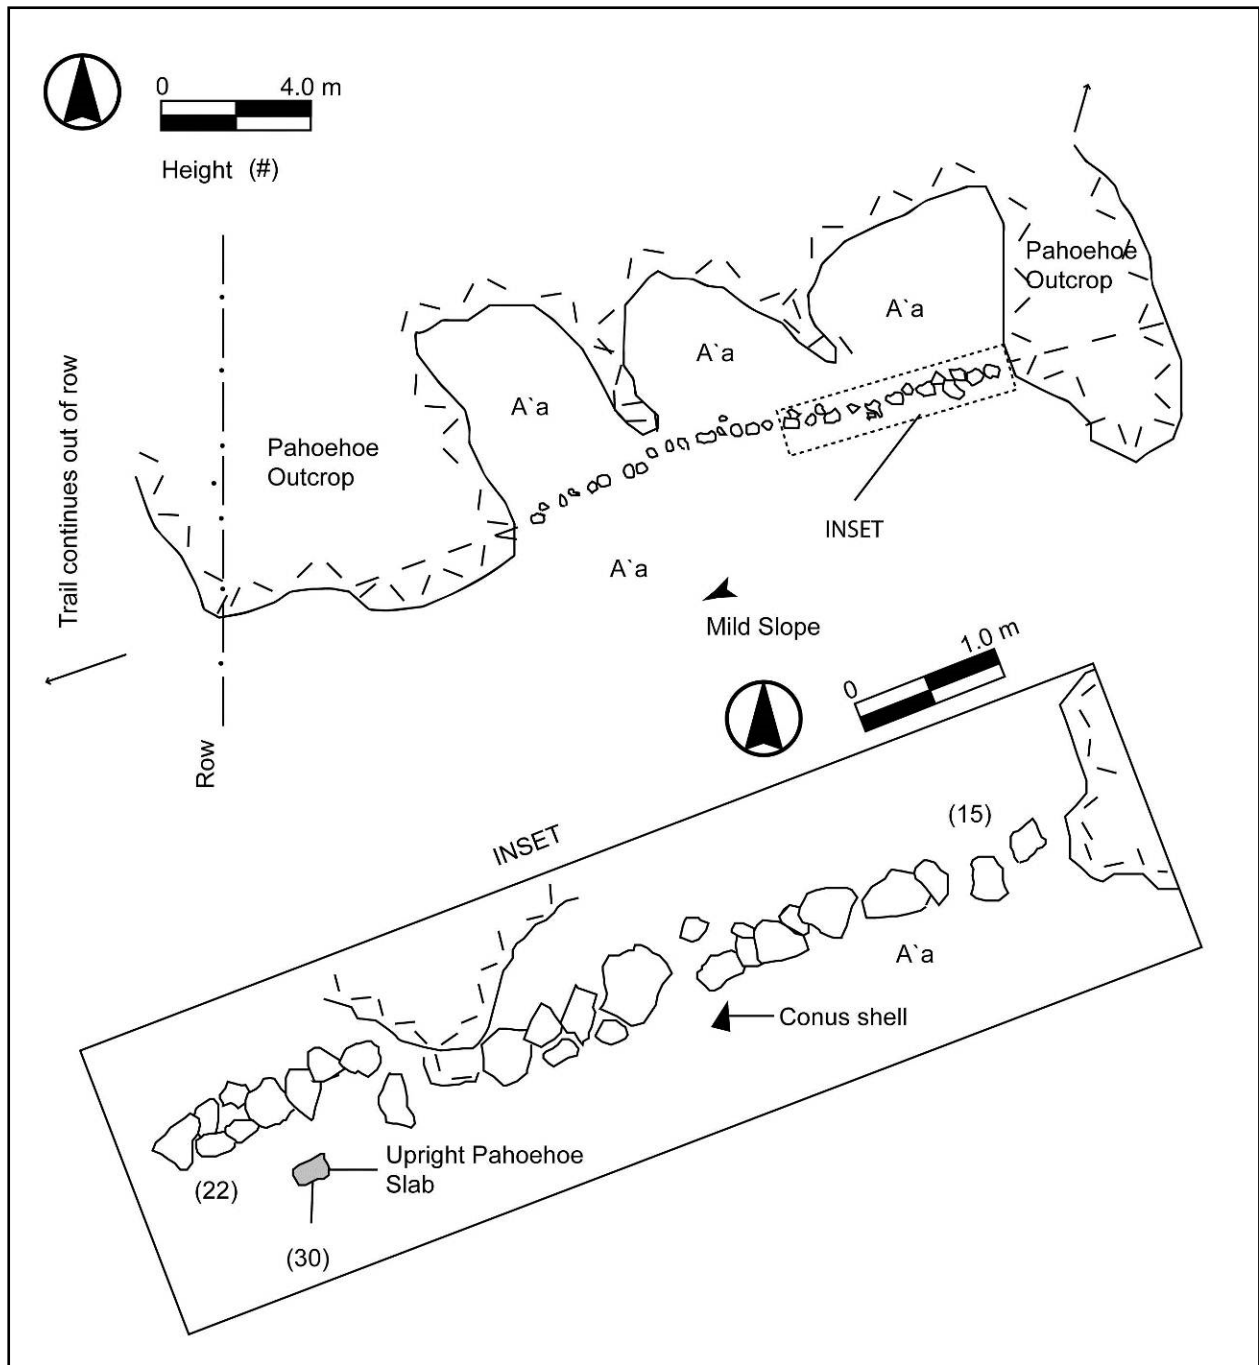 0 4.0 m
Height (#)
Pahoehoe
Outcrop
A`a
A`a
A`a
Pahoehoe
Outcrop
INSET
A`a
Mild Slope
Trail continues out of row
Row
0 1.0 m
INSET
(15)
A`a
Conus shell
Upright Pahoehoe
Slab
(22)
(30)